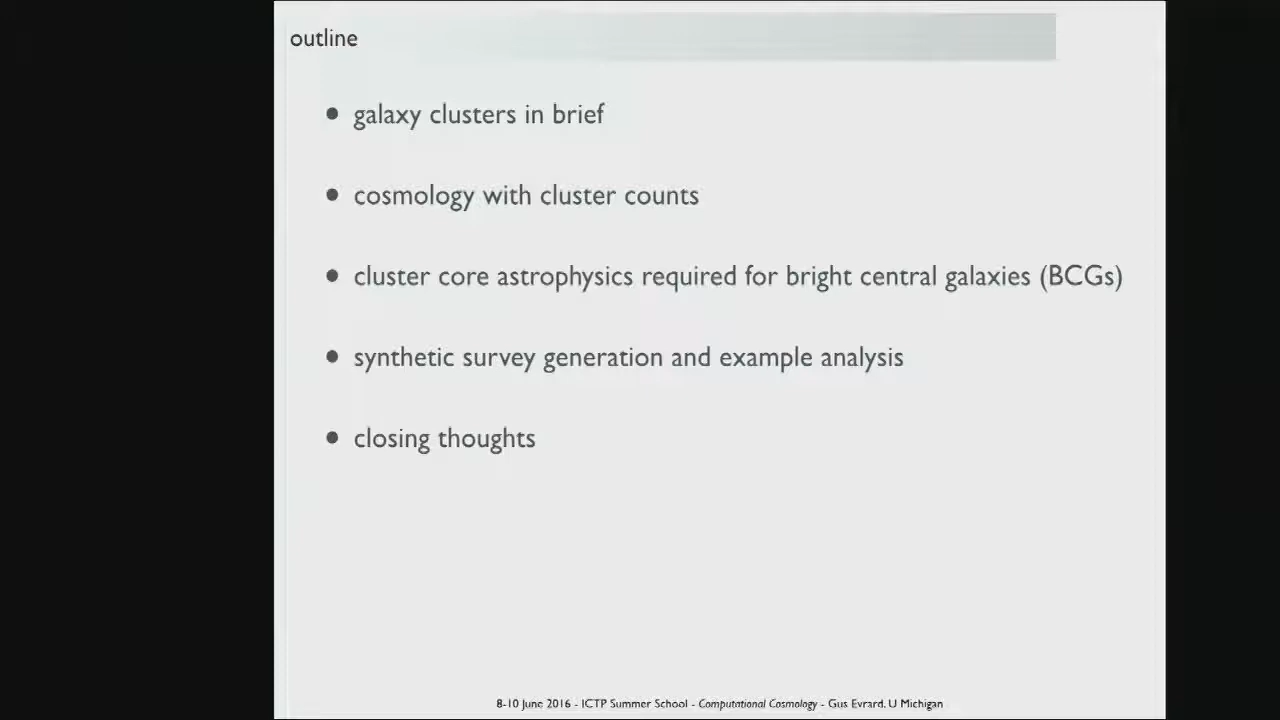 outline
• galaxy clusters in brief
• cosmology with cluster counts
• cluster core astrophysics required for bright central galaxies (BCGs)
• synthetic survey generation and example analysis
• closing thoughts
8-10 June 2016 - ICTP Summer School - Computational Cosmology - Gus Evrard, U Michigan